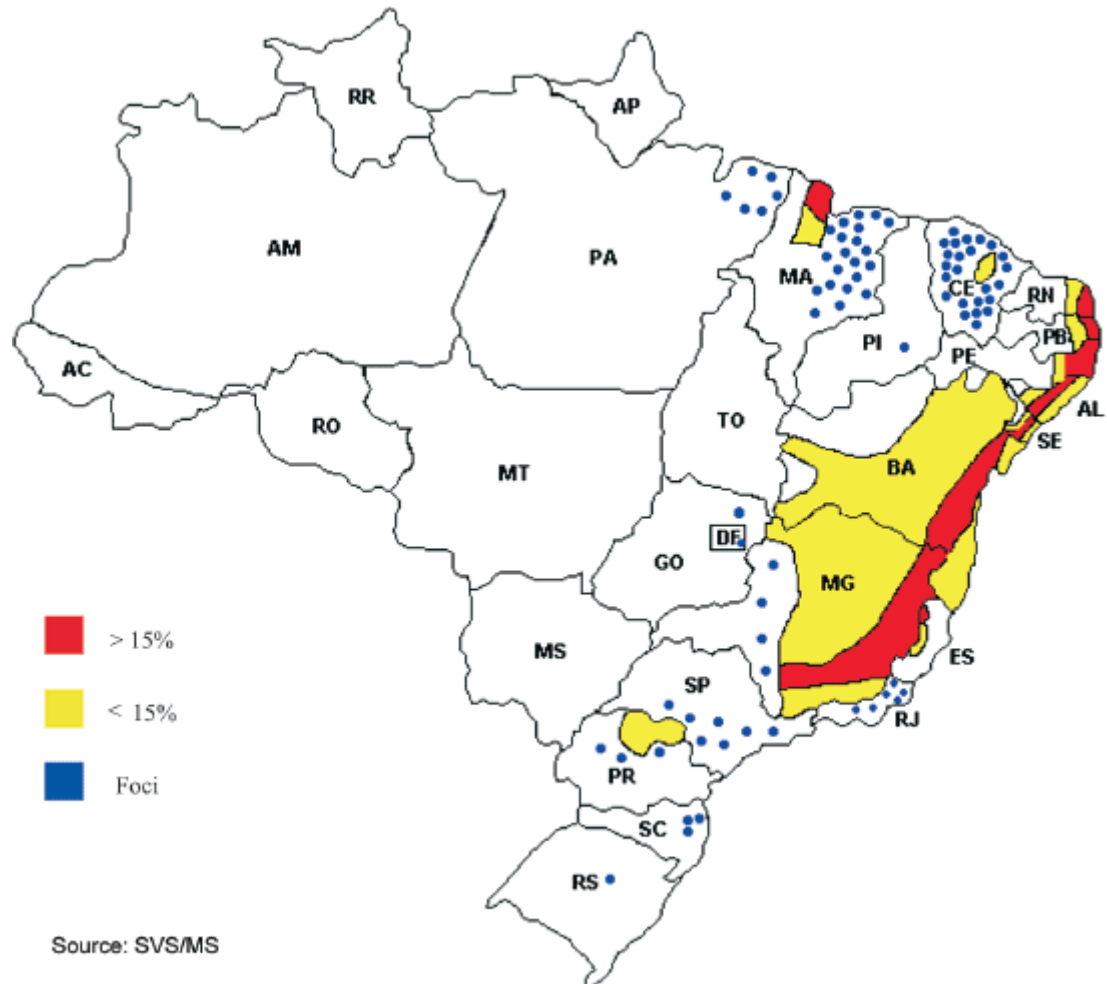 RR
AP
AM
PA
MA
CE
RN
PB
PI
PE
AC
AL
TO
RO
SE
BA
MT
DF
GO
MG
> 15%
MS
ES
SP
< 15%
RJ
PR
Foci
SC
RS
Source: SVS/MS